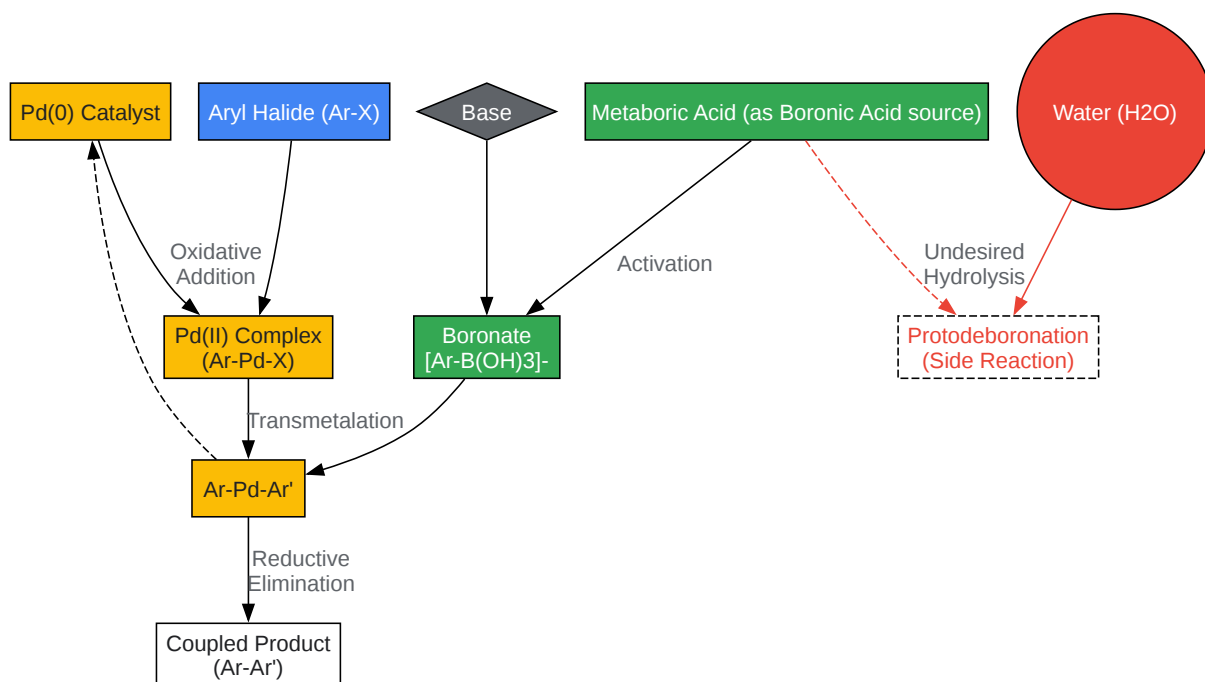 Pd(0) Catalyst
Aryl Halide (Ar-X)
Base
Metaboric Acid (as Boronic Acid source)
Water (H2O)
Oxidative
Addition
Activation
Undesired
Hydrolysis
Pd(II) Complex
(Ar-Pd-X)
Boronate
[Ar-B(OH)3]-
Protodeboronation
(Side Reaction)
Transmetalation
Ar-Pd-Ar'
Reductive
Elimination
Coupled Product
(Ar-Ar')